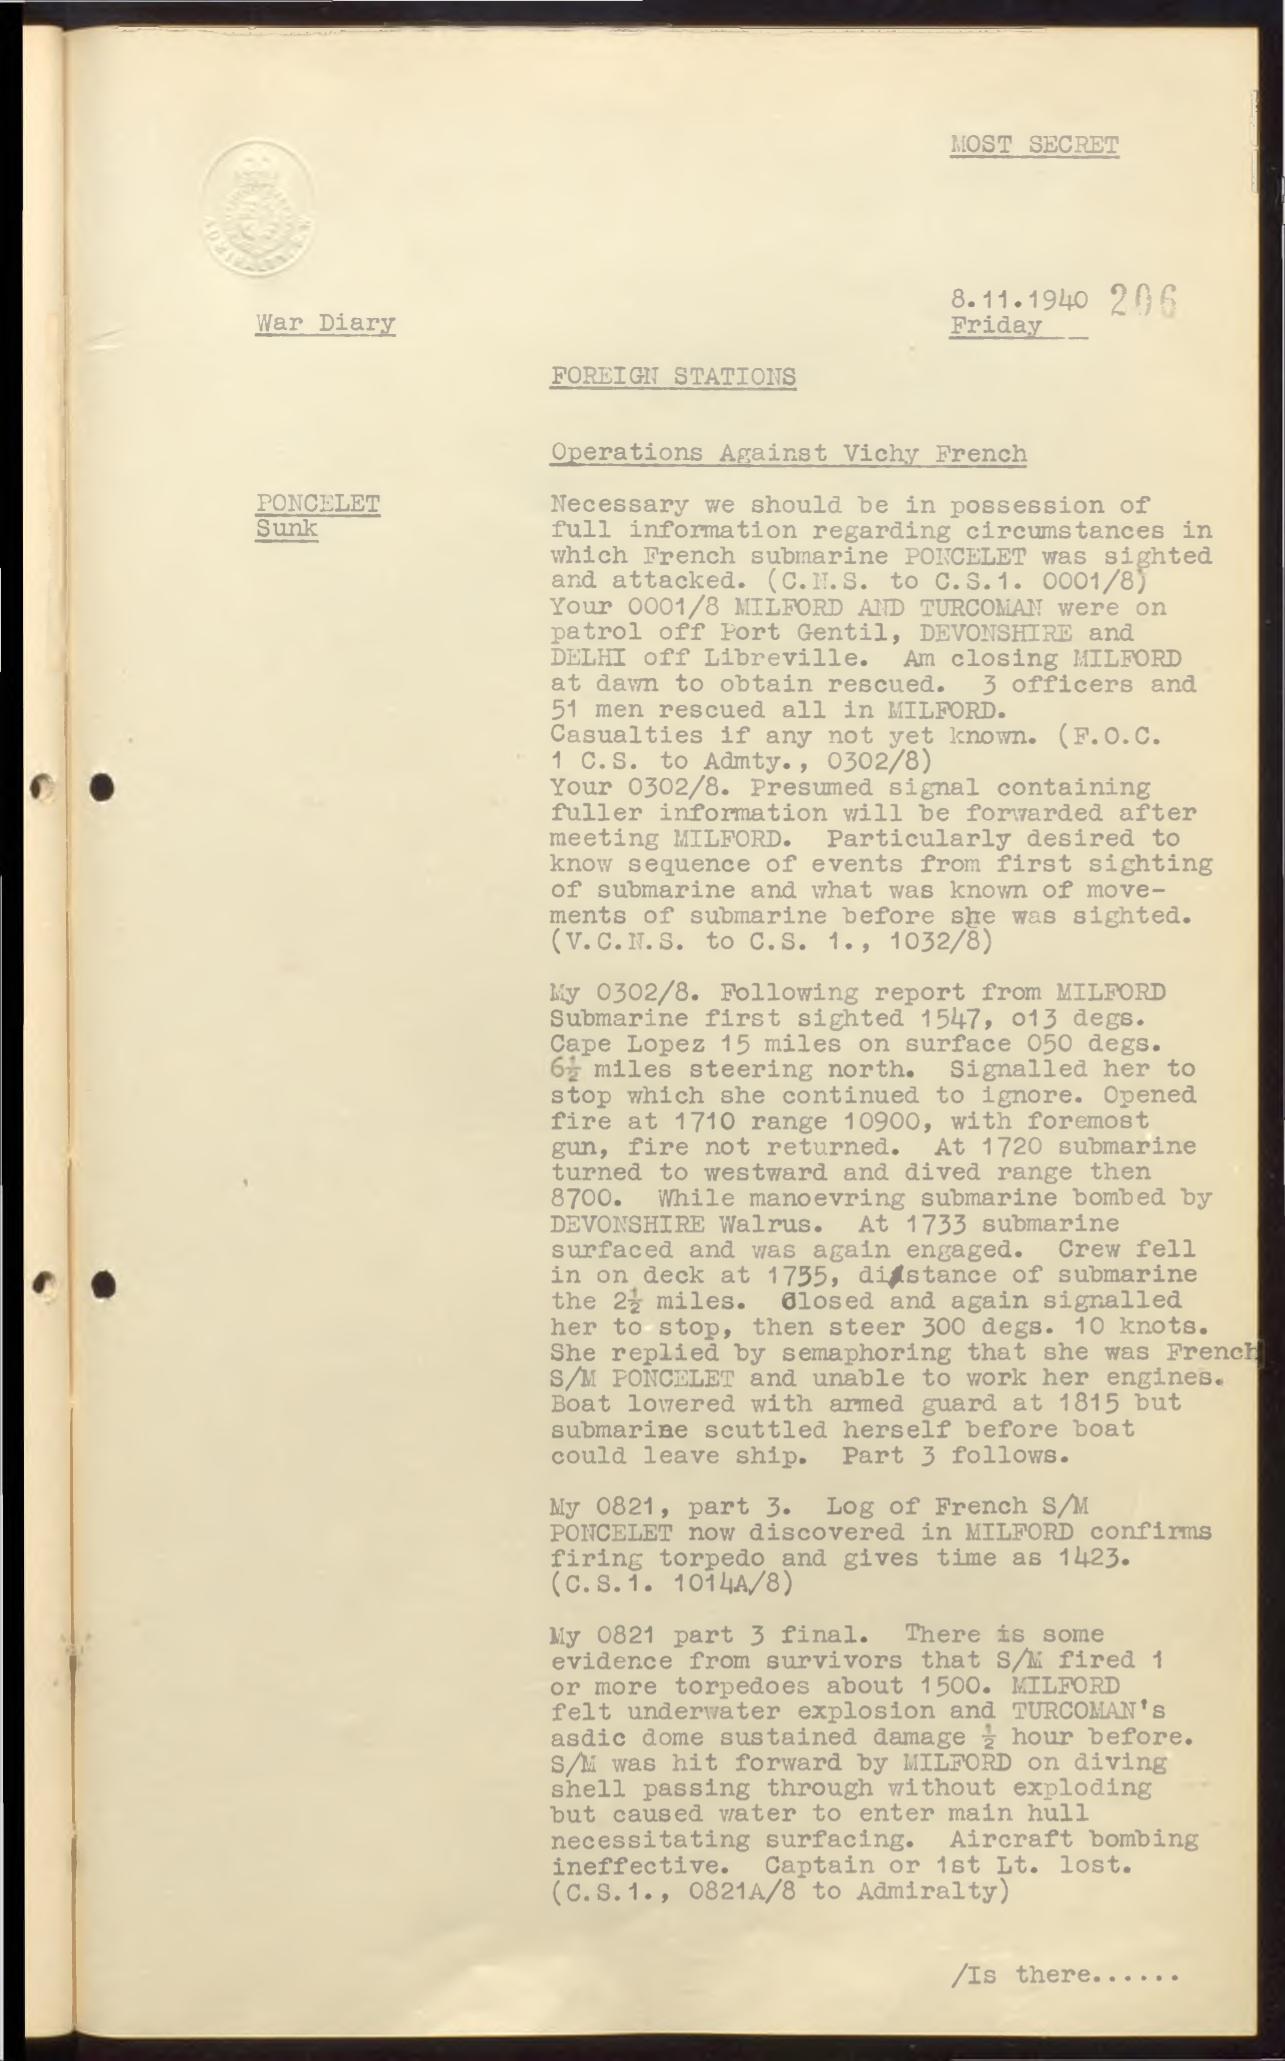 MOST SECRET
8.11.1940 206
War Diary
Friday
FOREIGN STATIONS
Operations Against Vichy French
PONCELET
Sunk
Necessary we should be in possession of
full information regarding circumstances in
which French submarine PONCELET was sighted
and attacked. (C.N.S. to C.S.1. 0001/8)
Your 0001/8 MILFORD AND TURCOMAN were on
patrol off Port Gentil, DEVONSHIRE and
DELHI off Libreville. Am closing MILFORD
at dawn to obtain rescued. 3 officers and
51 men rescued all in MILFORD.
Casualties if any not yet known. (F.O.C.
1 C.S. to Admty., 0302/8)
Your 0302/8. Presumed signal containing
fuller information will be forwarded after
meeting MILFORD. Particularly desired to
know sequence of events from first sighting
of submarine and what was known of move-
ments of submarine before she was sighted.
(V.C.N.S. to C.S. 1., 1032/8)
My 0302/8. Following report from MILFORD
Submarine first sighted 1547, o13 degs.
Cape Lopez 15 miles on surface 050 degs.
6½ miles steering north. Signalled her to
stop which she continued to ignore. Opened
fire at 1710 range 10900, with foremost
gun, fire not returned. At 1720 submarine
turned to westward and dived range then
8700. While manoevring submarine bombed by
DEVONSHIRE Walrus. At 1733 submarine
surfaced and was again engaged. Crew fell
in on deck at 1735, distance of submarine
the 2½ miles. Closed and again signalled
her to stop, then steer 300 degs. 10 knots.
She replied by semaphoring that she was French
S/M PONCELET and unable to work her engines.
Boat lowered with armed guard at 1815 but
submarine scuttled herself before boat
could leave ship. Part 3 follows.
My 0821, part 3. Log of French S/M
PONCELET now discovered in MILFORD confirms
firing torpedo and gives time as 1423.
(C.S.1. 1014A/8)
My 0821 part 3 final. There is some
evidence from survivors that S/M fired 1
or more torpedoes about 1500. MILFORD
felt underwater explosion and TURCOMAN's
asdic dome sustained damage ½ hour before.
S/M was hit forward by MILFORD on diving
shell passing through without exploding
but caused water to enter main hull
necessitating surfacing. Aircraft bombing
ineffective. Captain or 1st Lt. lost.
(C.S.1., 0821A/8 to Admiralty)
/Is there......